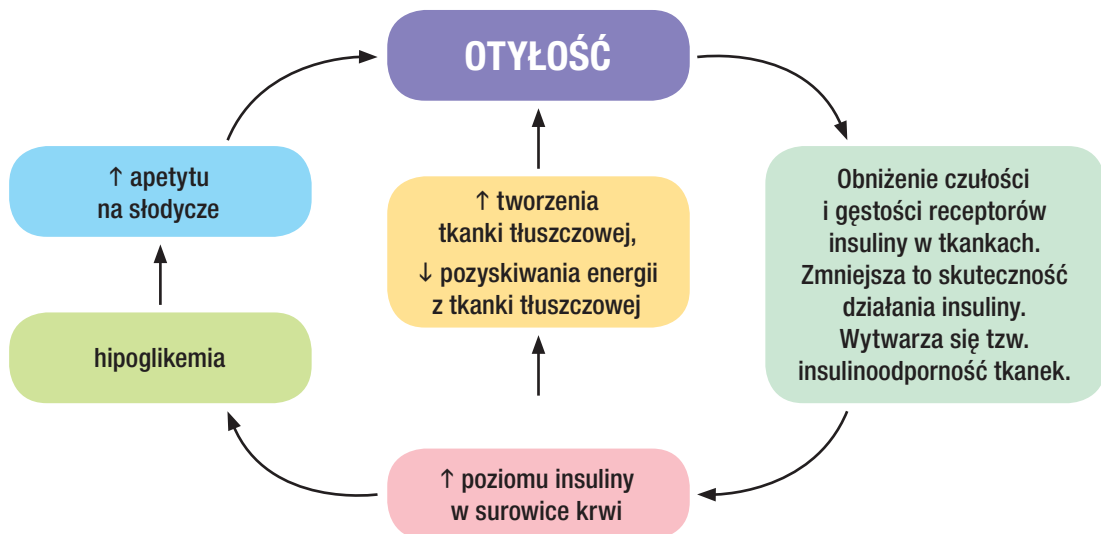 OTYŁOŚĆ
↑ apetytu
na słodycze
↑ tworzenia
tkanki tłuszczowej,
↓ pozyskiwania energii
z tkanki tłuszczowej
Obniżenie czułości
i gęstości receptorów
insuliny w tkankach.
Zmniejsza to skuteczność
działania insuliny.
Wytwarza się tzw.
insulinoodporność tkanek.
hipoglikemia
↑ poziomu insuliny
w surowice krwi